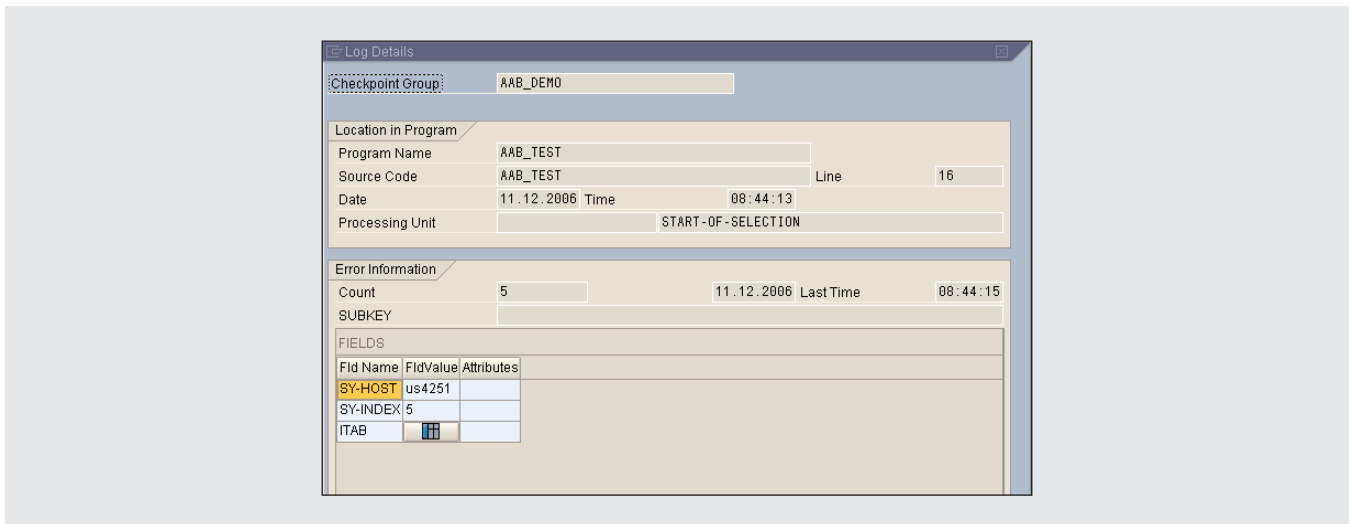 Log Details
Checkpoint Group AAB_DEMO
Location in Program
Program Name AAB_TEST
Source Code AAB_TEST Line 16
Date 11.12.2006 Time 08:44:13
Processing Unit START-OF-SELECTION
Error Information
Count 5 11.12.2006 Last Time 08:44:15
SUBKEY
FIELDS
Fld Name FldValue Attributes
SY-HOST us4251
SY-INDEX 5
ITAB